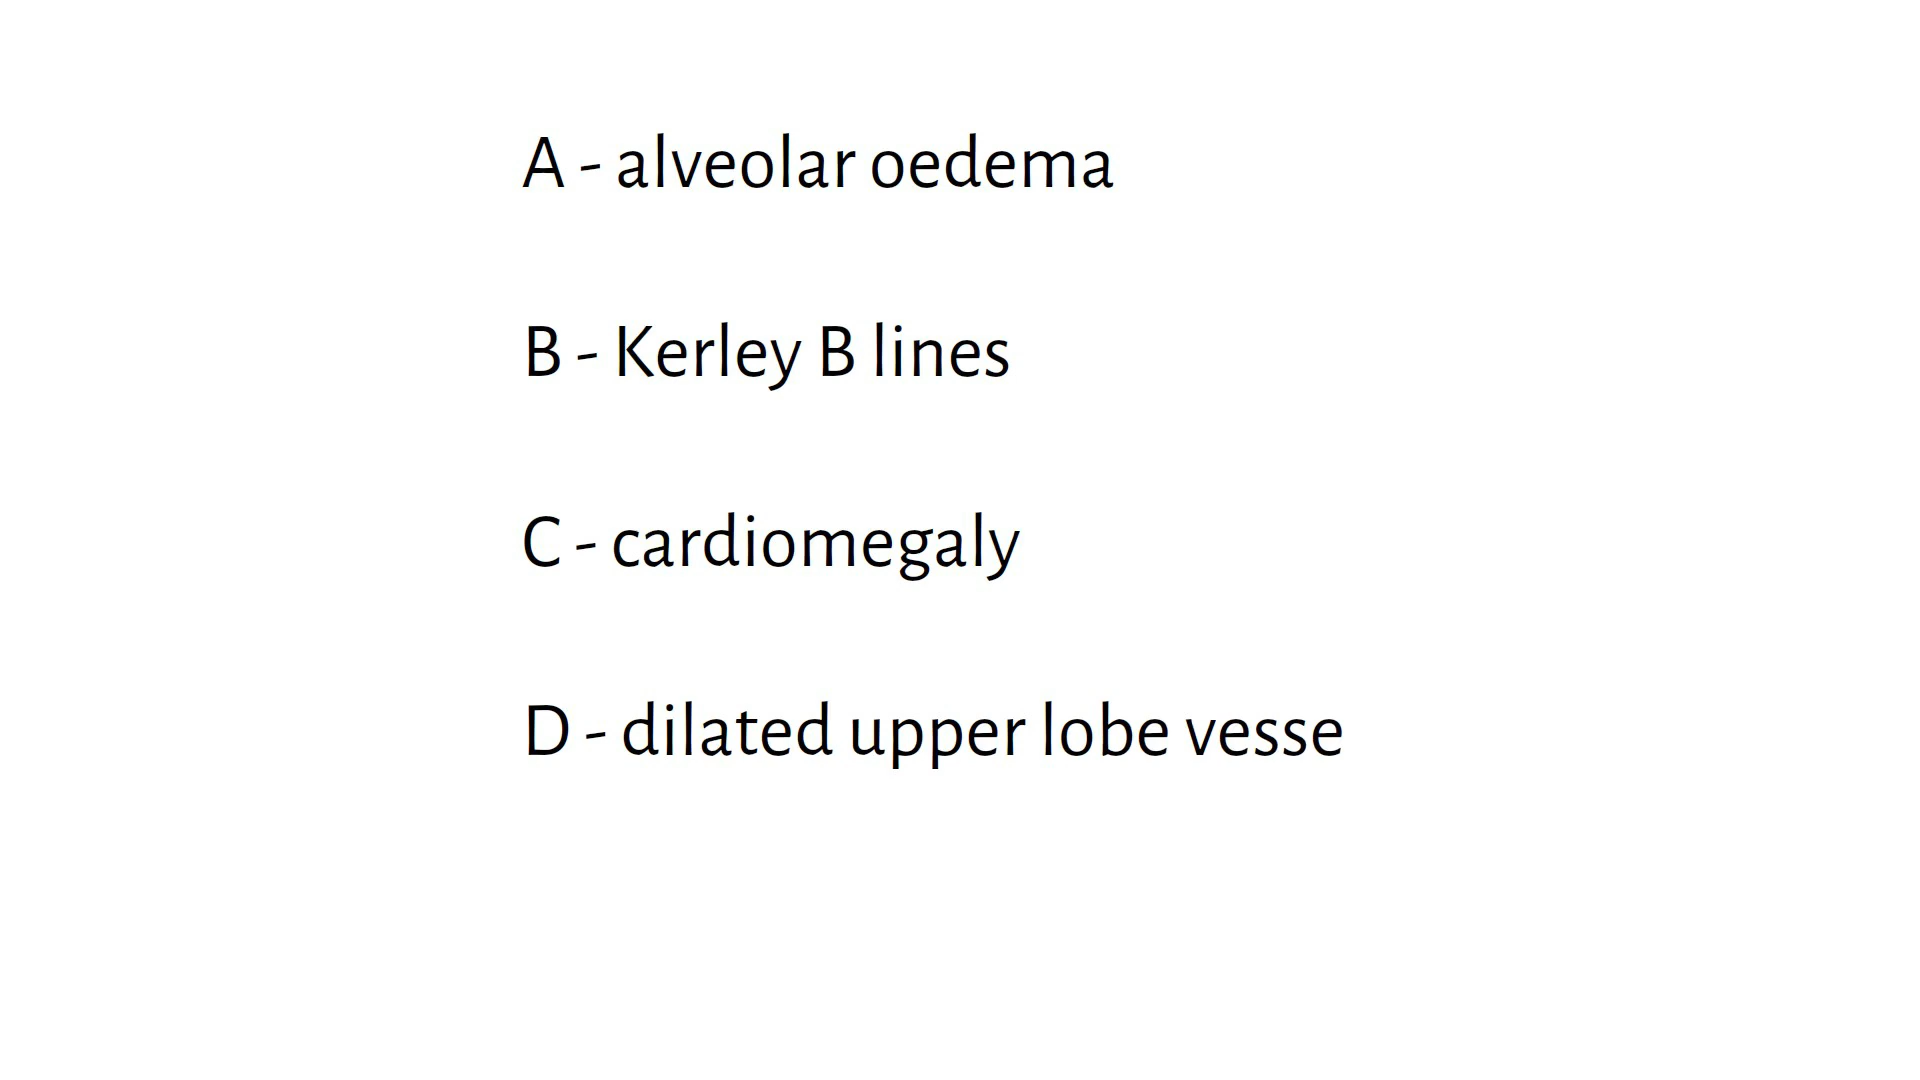 A - alveolar oedema
B - Kerley B lines
C - cardiomegaly
D - dilated upper lobe vesse